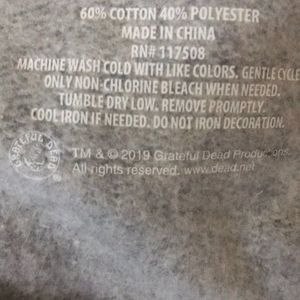 60% COTTON 40% POLYESTER
MADE IN CHINA
RN# 117508
MACHINE WASH COLD WITH LIKE COLORS. GENTLE CYCLE
ONLY NON-CHLORINE BLEACH WHEN NEEDED.
TUMBLE DRY LOW. REMOVE PROMPTLY.
COOL IRON IF NEEDED. DO NOT IRON DECORATION.
GRATEFUL DEAD
TM & © 2019 Grateful Dead Productions.
All rights reserved. www.dead.net